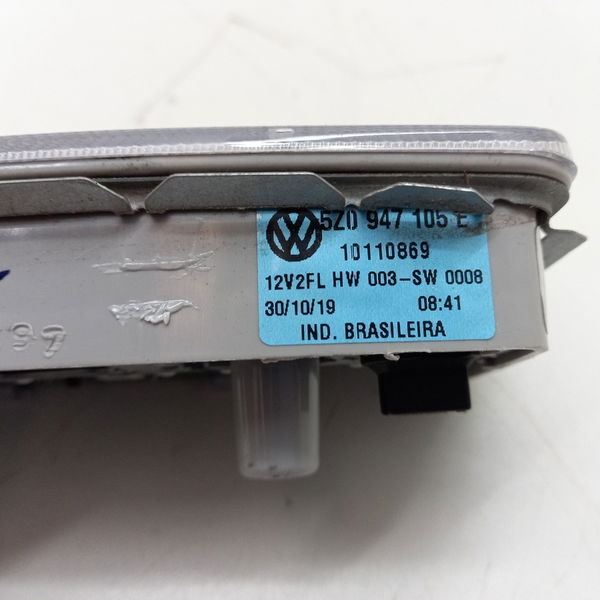 5Z0 947 105 E
10110869
12V2FL HW 003-SW 0008
30/10/19 08:41
IND. BRASILEIRA